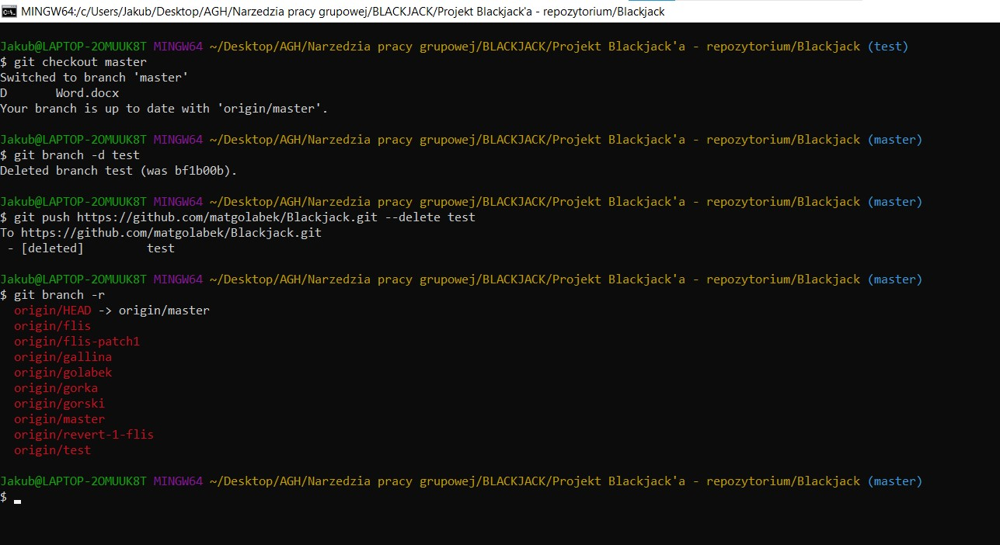 MINGW64:/c/Users/Jakub/Desktop/AGH/Narzedzia pracy grupowej/BLACKJACK/Projekt Blackjack'a - repozytorium/Blackjack
Jakub@LAPTOP-2OMUUK8T MINGW64 ~/Desktop/AGH/Narzedzia pracy grupowej/BLACKJACK/Projekt Blackjack'a - repozytorium/Blackjack (test)
$ git checkout master
Switched to branch 'master'
D       Word.docx
Your branch is up to date with 'origin/master'.
Jakub@LAPTOP-2OMUUK8T MINGW64 ~/Desktop/AGH/Narzedzia pracy grupowej/BLACKJACK/Projekt Blackjack'a - repozytorium/Blackjack (master)
$ git branch -d test
Deleted branch test (was bf1b00b).
Jakub@LAPTOP-2OMUUK8T MINGW64 ~/Desktop/AGH/Narzedzia pracy grupowej/BLACKJACK/Projekt Blackjack'a - repozytorium/Blackjack (master)
$ git push https://github.com/matgolabek/Blackjack.git --delete test
To https://github.com/matgolabek/Blackjack.git
 - [deleted]         test
Jakub@LAPTOP-2OMUUK8T MINGW64 ~/Desktop/AGH/Narzedzia pracy grupowej/BLACKJACK/Projekt Blackjack'a - repozytorium/Blackjack (master)
$ git branch -r
  origin/HEAD -> origin/master
  origin/flis
  origin/flis-patch1
  origin/gallina
  origin/golabek
  origin/gorka
  origin/gorski
  origin/master
  origin/revert-1-flis
  origin/test
Jakub@LAPTOP-2OMUUK8T MINGW64 ~/Desktop/AGH/Narzedzia pracy grupowej/BLACKJACK/Projekt Blackjack'a - repozytorium/Blackjack (master)
$